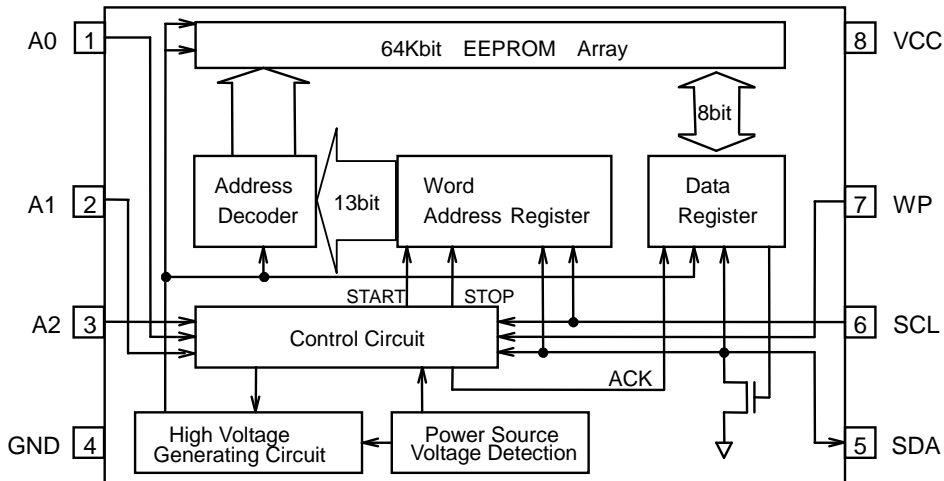 A0 1
64Kbit EEPROM Array
8 VCC
8bit
A1 2
Address
Decoder
13bit
Word
Address Register
Data
Register
7 WP
START
STOP
A2 3
Control Circuit
6 SCL
ACK
GND 4
High Voltage
Generating Circuit
Power Source
Voltage Detection
5 SDA